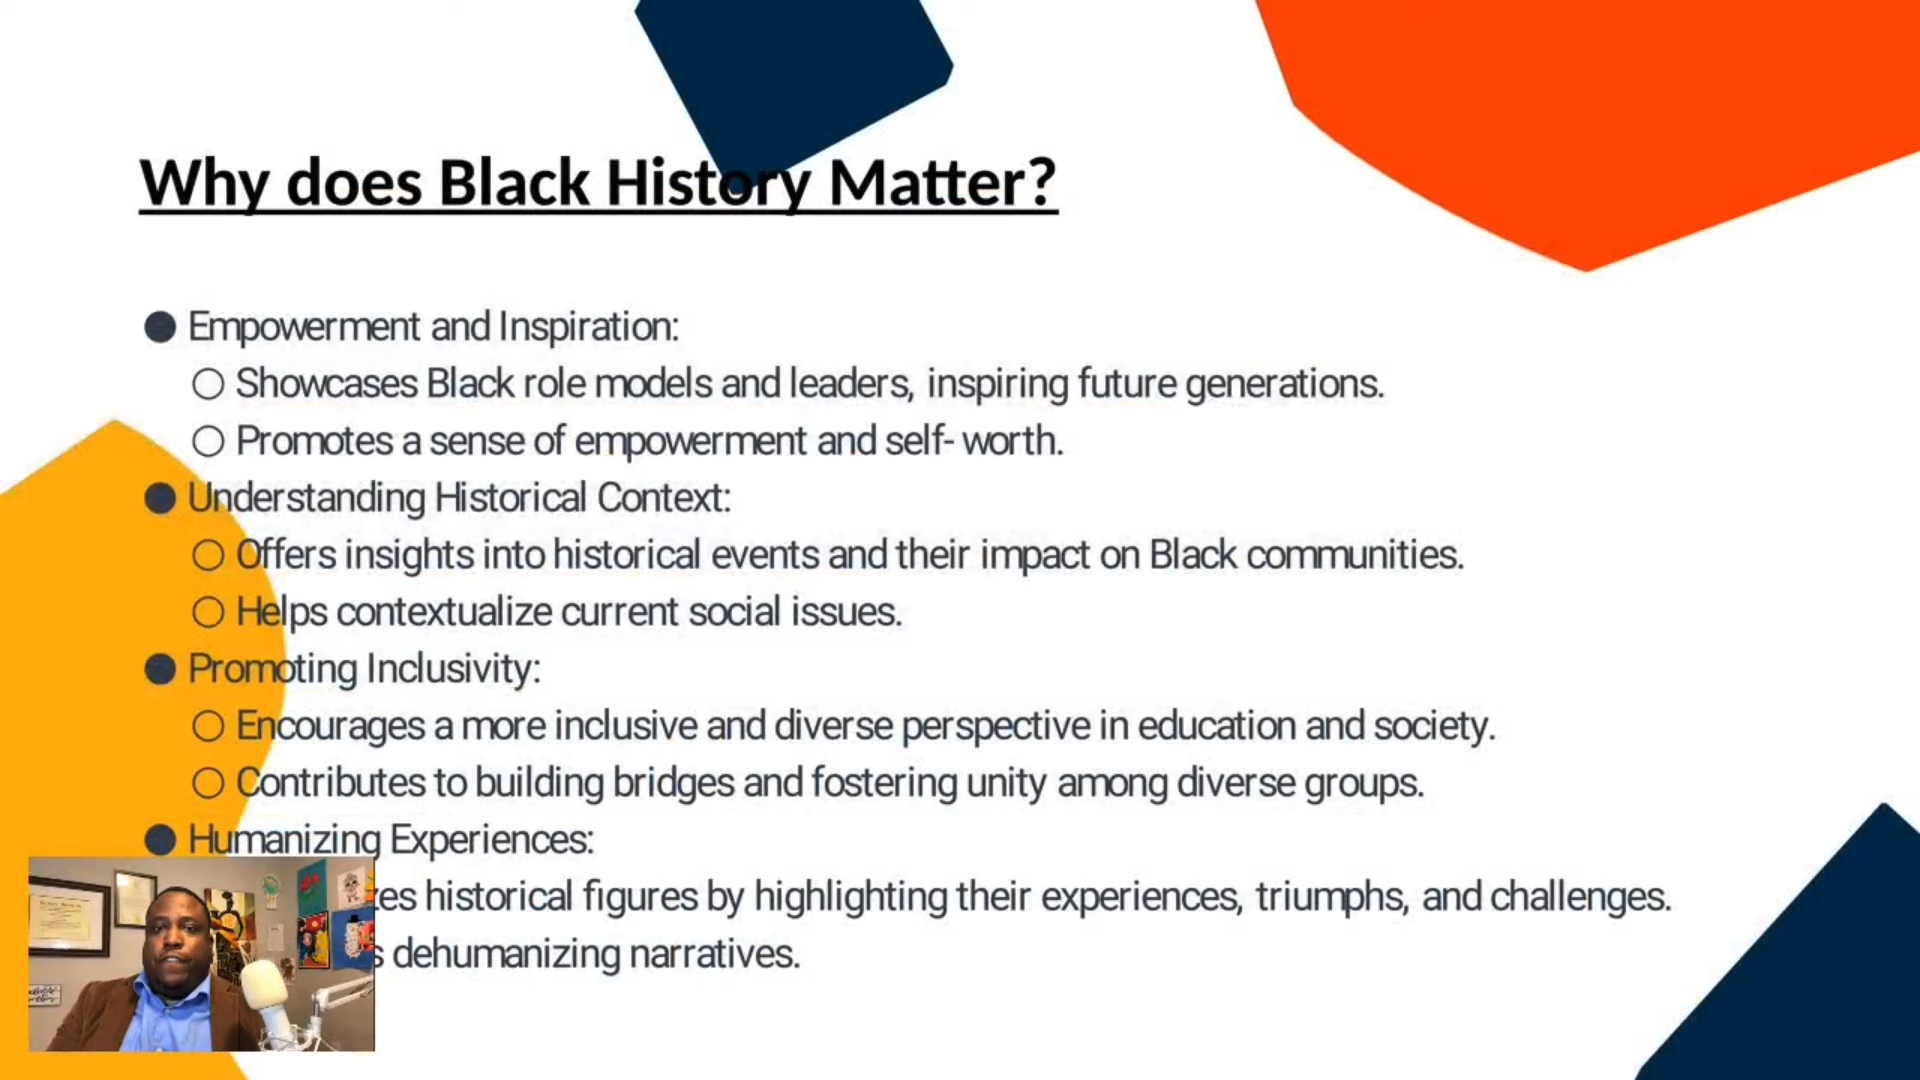 Why does Black History Matter?
● Empowerment and Inspiration:
○ Showcases Black role models and leaders, inspiring future generations.
○ Promotes a sense of empowerment and self- worth.
● Understanding Historical Context:
○ Offers insights into historical events and their impact on Black communities.
○ Helps contextualize current social issues.
● Promoting Inclusivity:
○ Encourages a more inclusive and diverse perspective in education and society.
○ Contributes to building bridges and fostering unity among diverse groups.
● Humanizing Experiences:
historical figures by highlighting their experiences, triumphs, and challenges.
dehumanizing narratives.